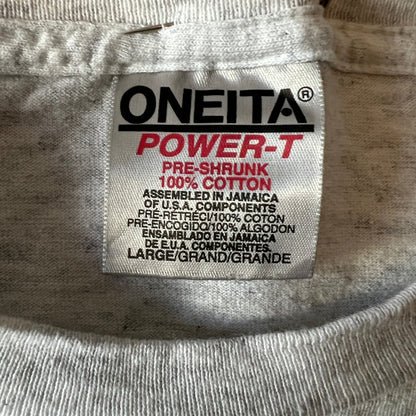 ONEITA®
POWER-T
PRE-SHRUNK
100% COTTON
ASSEMBLED IN JAMAICA
OF U.S.A. COMPONENTS
PRÉ-RÉTRÉCI/100% COTON
PRE-ENCOGIDO/100% ALGODON
ENSAMBLADO EN JAMAICA
DE E.U.A. COMPONENTES.
LARGE/GRAND/GRANDE